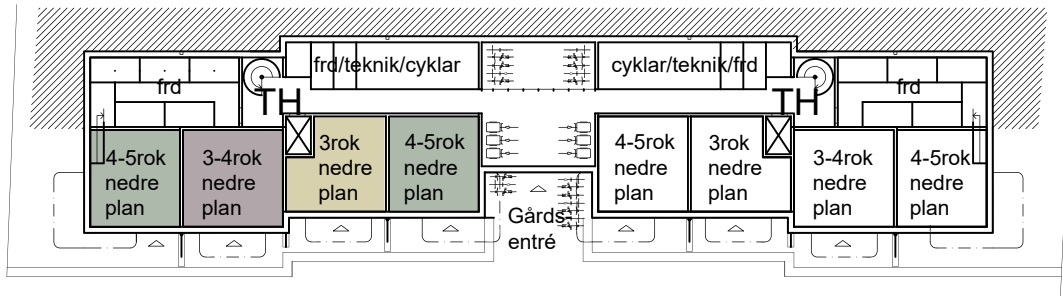 frd/teknik/cyklar
cyklar/teknik/frd
frd
frd
TH
TH
4-5rok
nedre
plan
3-4rok
nedre
plan
3rok
nedre
plan
4-5rok
nedre
plan
4-5rok
nedre
plan
3rok
nedre
plan
3-4rok
nedre
plan
4-5rok
nedre
plan
Gårds-
entré